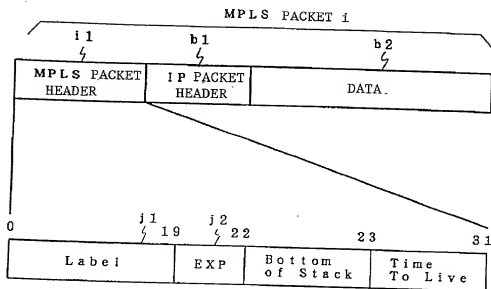 MPLS PACKET i
i1 b1 b2
MPLS PACKET HEADER
IP PACKET HEADER
DATA
0 j1 19 j2 22 23 31
Label
EXP
Bottom of Stack
Time To Live